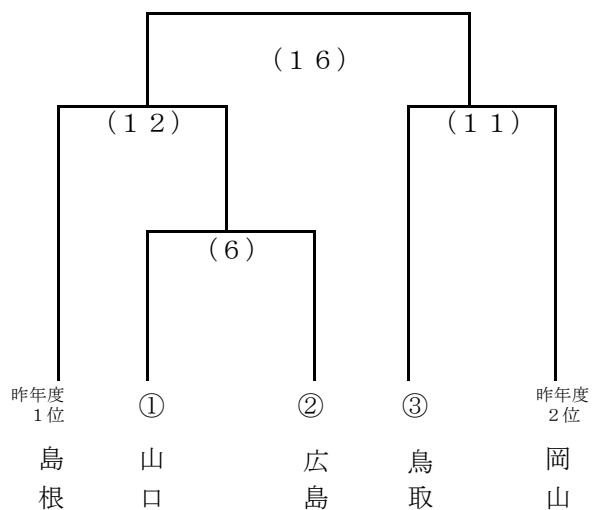 （１６）
（１２）
（１１）
（６）
昨年度
１位
①
②
③
昨年度
２位
島根
山口
広島
鳥取
岡山